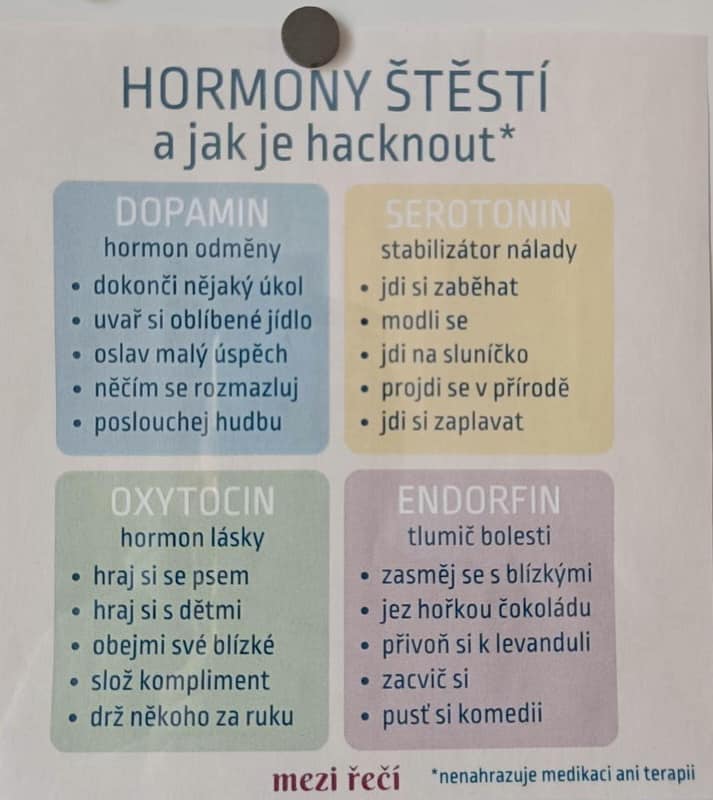 HORMONY ŠTĚSTÍ
a jak je hacknout*
DOPAMIN
hormon odměny
• dokonči nějaký úkol
• uvař si oblíbené jídlo
• oslav malý úspěch
• něčím se rozmazluj
• poslouchej hudbu
SEROTONIN
stabilizátor nálady
• jdi si zaběhat
• modli se
• jdi na sluníčko
• projdi se v přírodě
• jdi si zaplavat
OXYTOCIN
hormon lásky
• hraj si se psem
• hraj si s dětmi
• obejmi své blízké
• slož kompliment
• drž někoho za ruku
ENDORFIN
tlumič bolesti
• zasměj se s blízkými
• jez hořkou čokoládu
• přivoň si k levanduli
• zacvič si
• pusť si komedii
mezi řečí
*nenahrazuje medikaci ani terapii